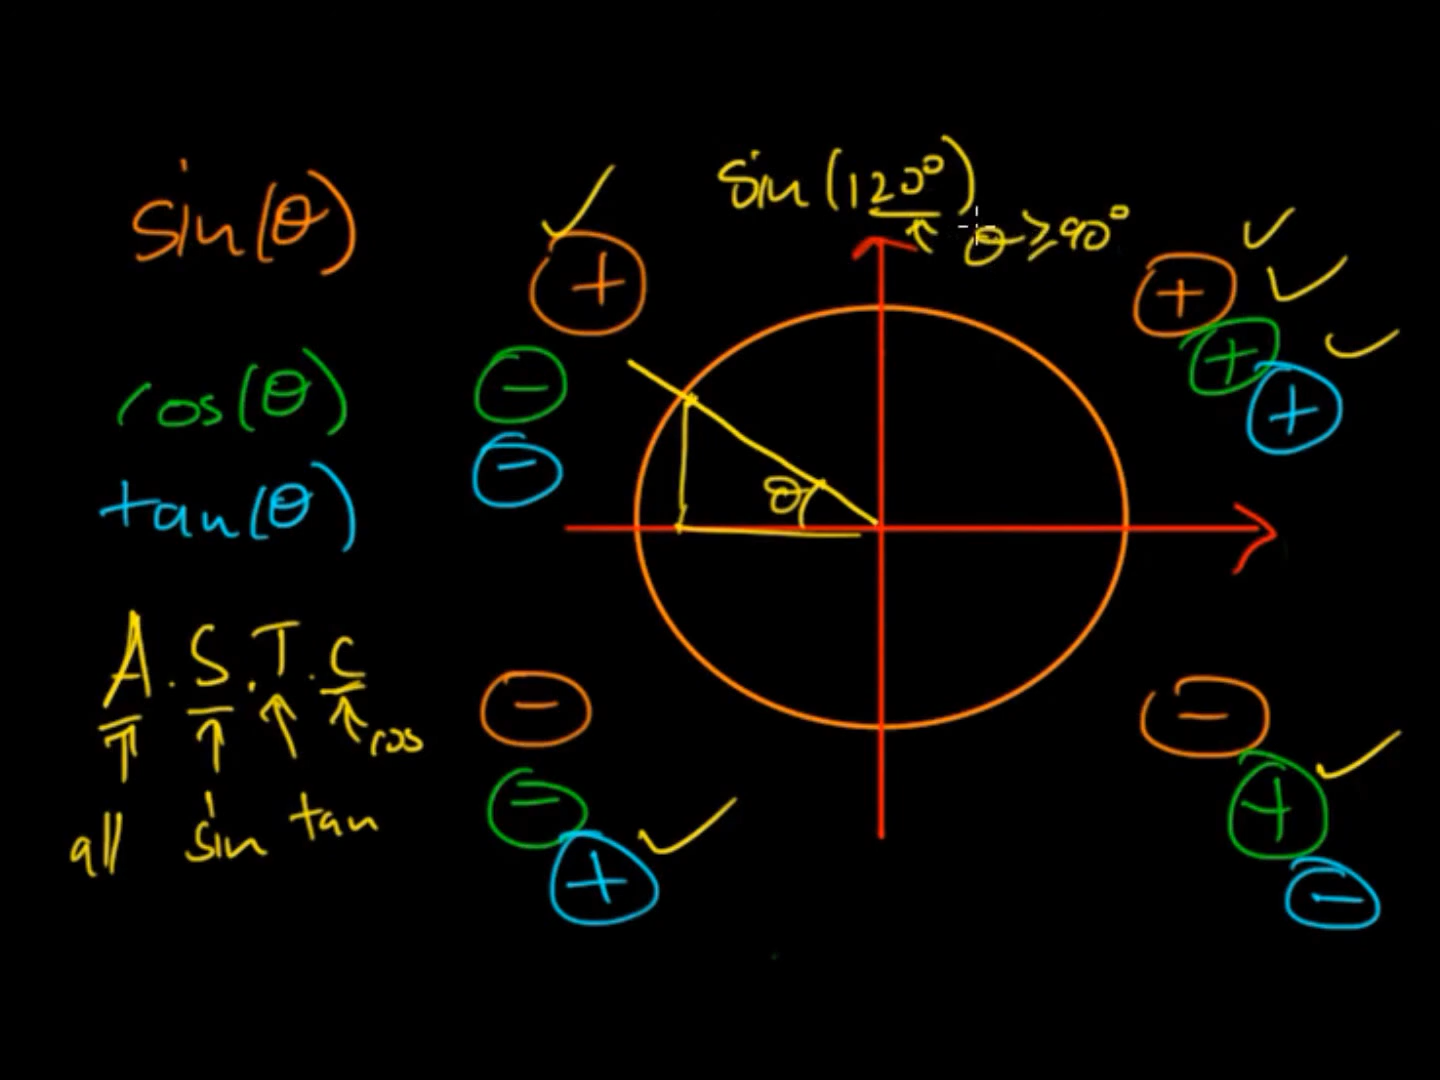 sin(120°)
θ ≥ 90°
sin(θ)
+
+
cos(θ)
-
+
tan(θ)
-
+
θ
A.S.T.C
cos
all sin tan
-
-
-
+
+
+
-